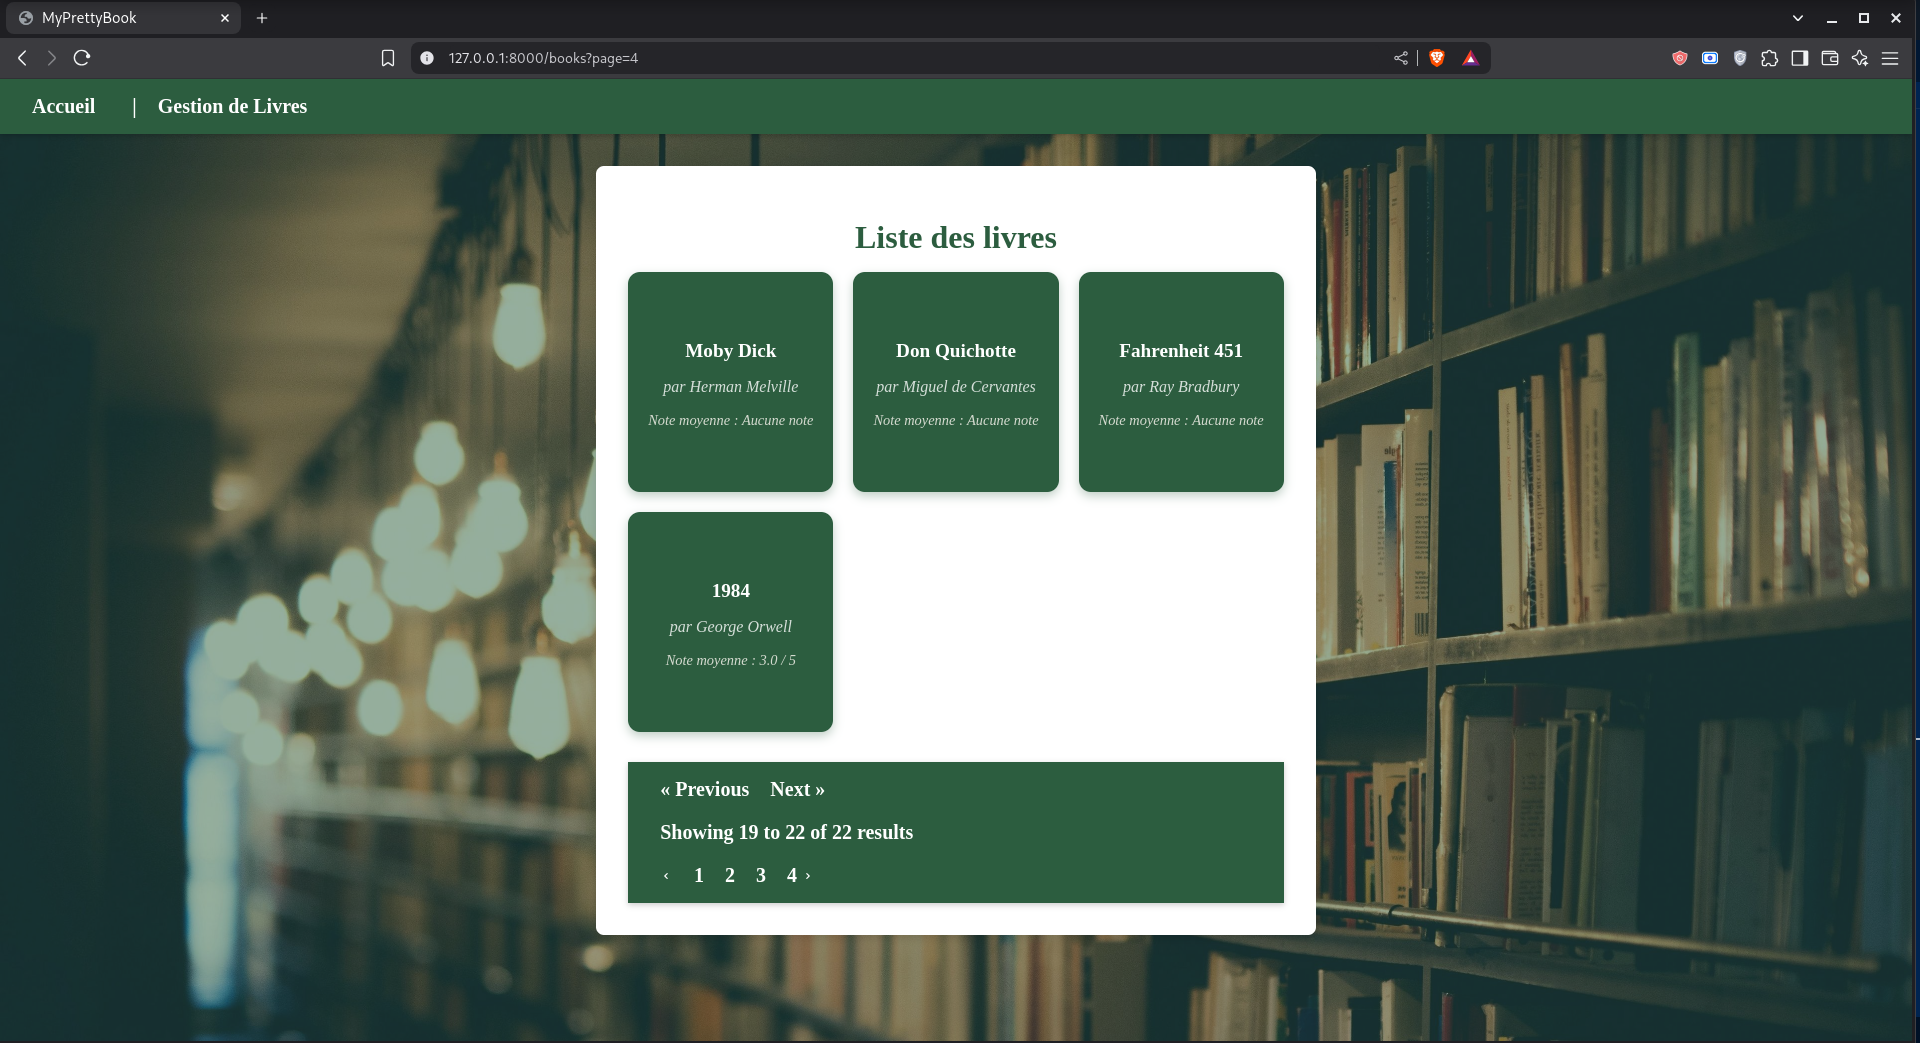 MyPrettyBook
127.0.0.1:8000/books?page=4
Accueil | Gestion de Livres
Liste des livres
Moby Dick
par Herman Melville
Note moyenne : Aucune note
Don Quichotte
par Miguel de Cervantes
Note moyenne : Aucune note
Fahrenheit 451
par Ray Bradbury
Note moyenne : Aucune note
1984
par George Orwell
Note moyenne : 3.0 / 5
« Previous Next »
Showing 19 to 22 of 22 results
‹ 1 2 3 4 ›